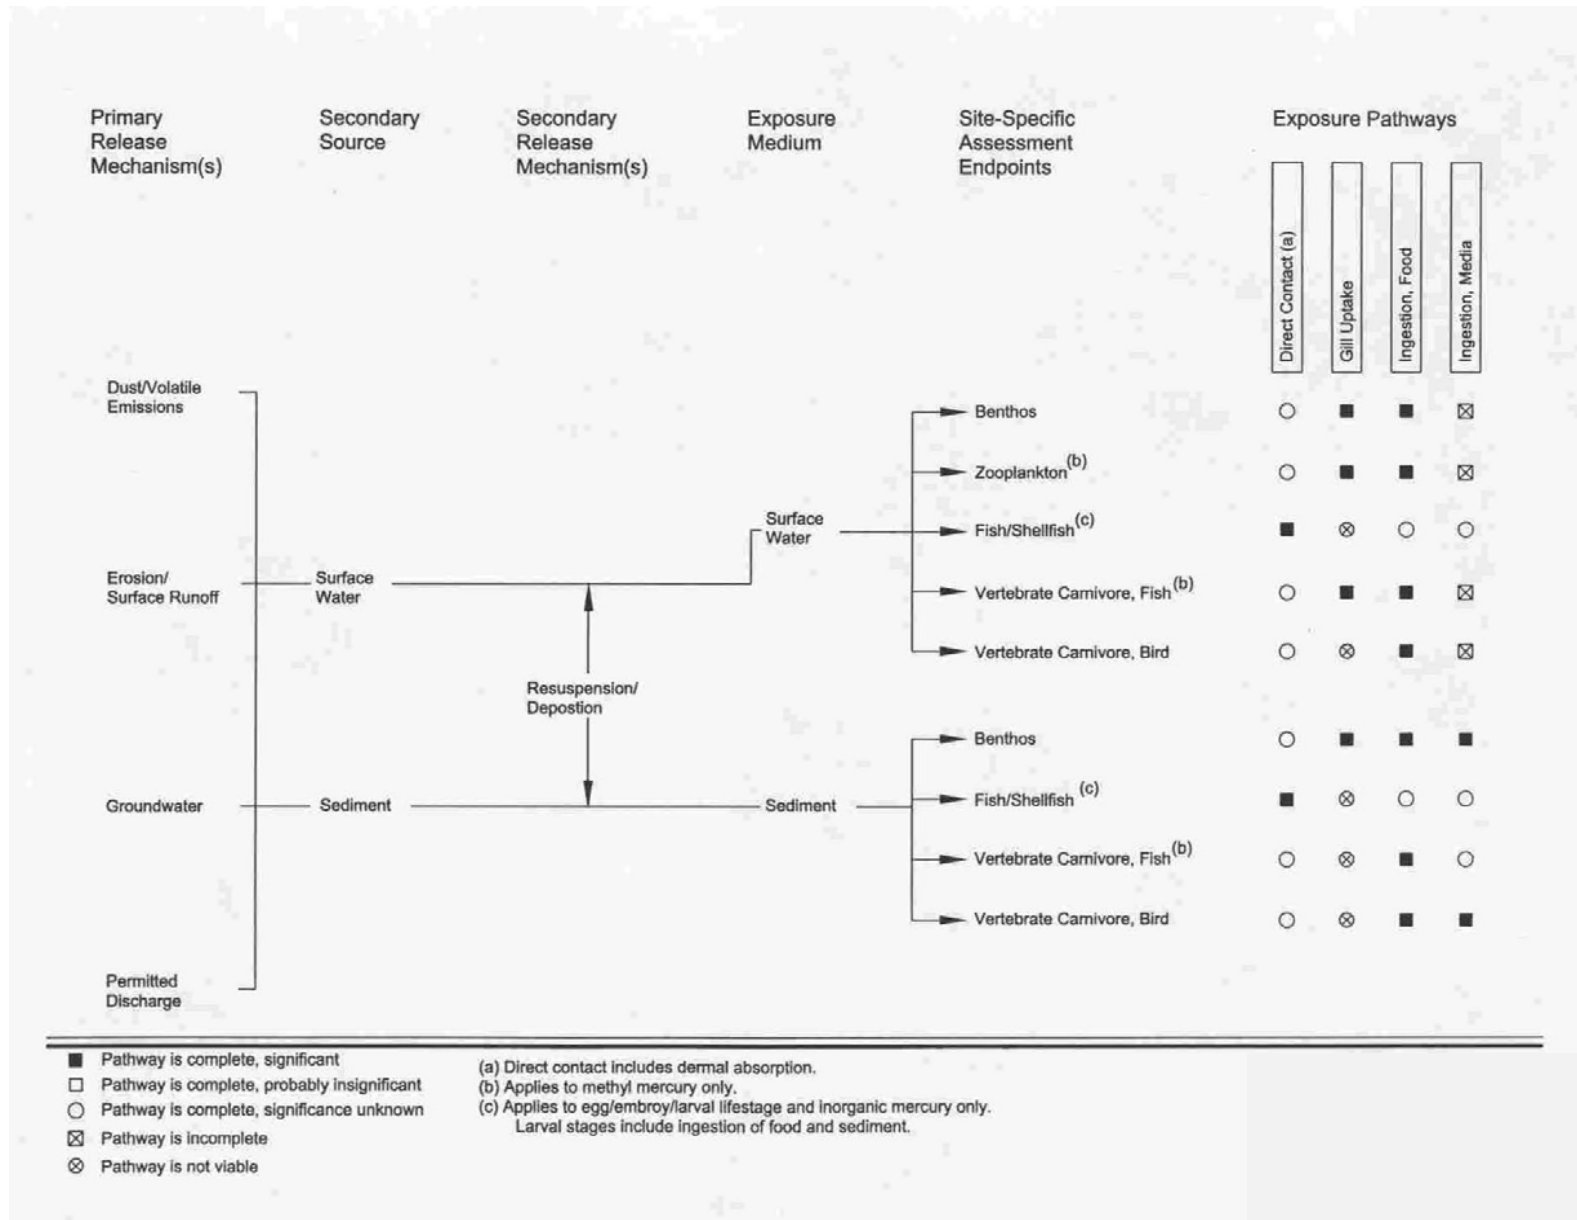 Primary
Release
Mechanism(s)
Secondary
Source
Secondary
Release
Mechanism(s)
Exposure
Medium
Site-Specific
Assessment
Endpoints
Exposure Pathways
Direct Contact (a)
Gill Uptake
Ingestion, Food
Ingestion, Media
Dust/Volatile
Emissions
Erosion/
Surface Runoff
Groundwater
Permitted
Discharge
Surface
Water
Sediment
Resuspension/
Depostion
Surface
Water
Sediment
Benthos
Zooplankton(b)
Fish/Shellfish(c)
Vertebrate Carnivore, Fish(b)
Vertebrate Carnivore, Bird
Benthos
Fish/Shellfish (c)
Vertebrate Carnivore, Fish(b)
Vertebrate Carnivore, Bird
Pathway is complete, significant
Pathway is complete, probably insignificant
Pathway is complete, significance unknown
Pathway is incomplete
Pathway is not viable
(a) Direct contact includes dermal absorption.
(b) Applies to methyl mercury only.
(c) Applies to egg/embroy/larval lifestage and inorganic mercury only.
Larval stages include ingestion of food and sediment.